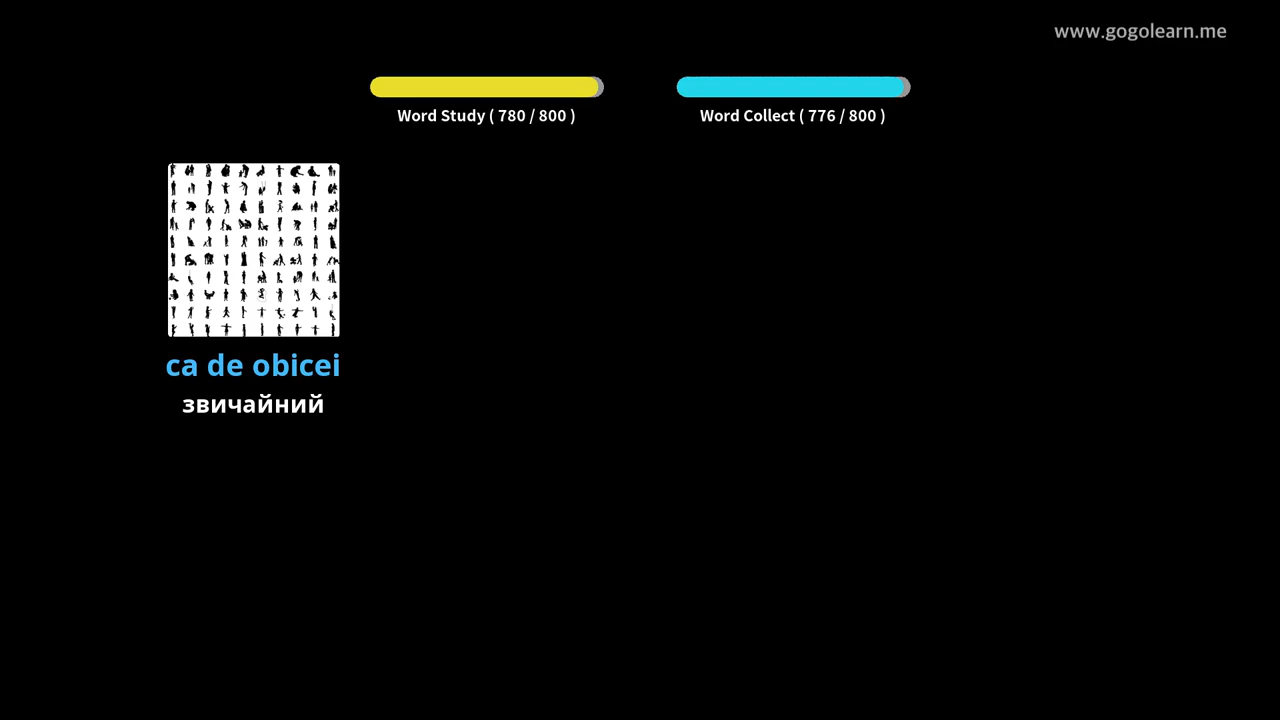 www.gogolearn.me
Word Study ( 780 / 800 )
Word Collect ( 776 / 800 )
ca de obicei
звичайний